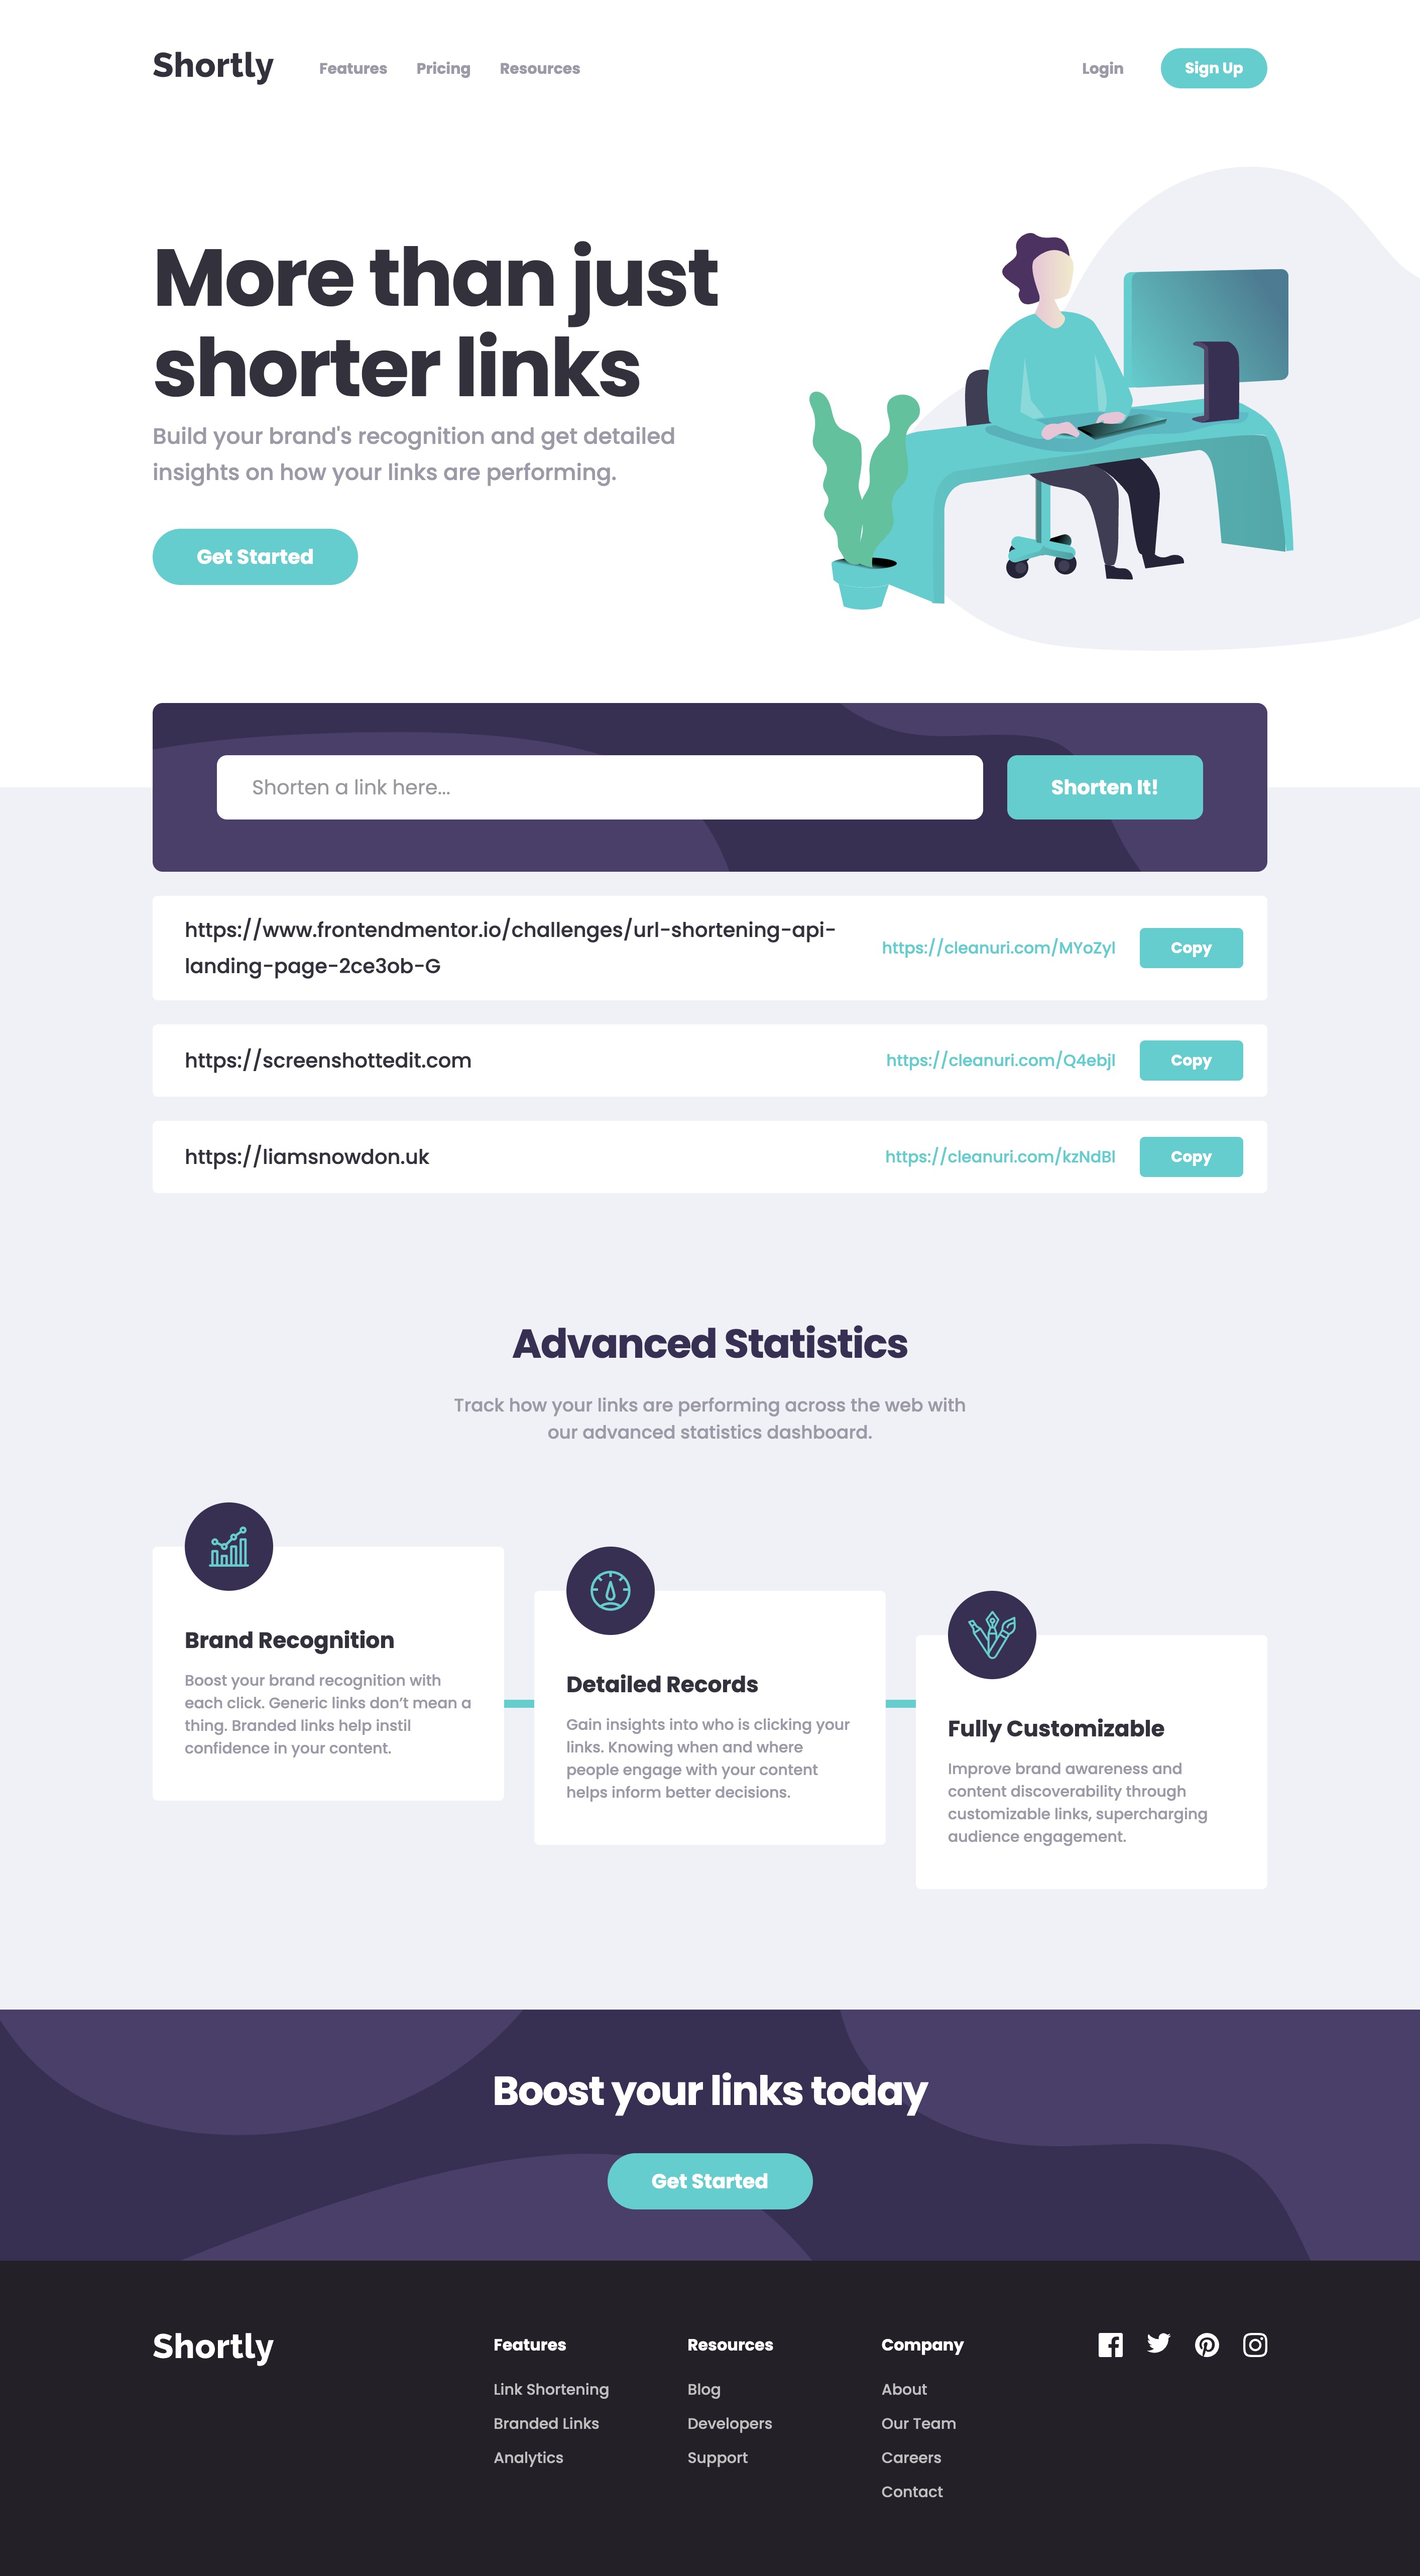 Shortly
Features
Pricing
Resources
Login
Sign Up
More than just
shorter links
Build your brand's recognition and get detailed
insights on how your links are performing.
Get Started
Shorten a link here...
Shorten It!
https://www.frontendmentor.io/challenges/url-shortening-api-
landing-page-2ce3ob-G
https://cleanuri.com/MYoZyl
Copy
https://screenshottedit.com
https://cleanuri.com/Q4ebjl
Copy
https://liamsnowdon.uk
https://cleanuri.com/kzNdBl
Copy
Advanced Statistics
Track how your links are performing across the web with
our advanced statistics dashboard.
Brand Recognition
Boost your brand recognition with
each click. Generic links don’t mean a
thing. Branded links help instil
confidence in your content.
Detailed Records
Gain insights into who is clicking your
links. Knowing when and where
people engage with your content
helps inform better decisions.
Fully Customizable
Improve brand awareness and
content discoverability through
customizable links, supercharging
audience engagement.
Boost your links today
Get Started
Shortly
Features
Link Shortening
Branded Links
Analytics
Resources
Blog
Developers
Support
Company
About
Our Team
Careers
Contact